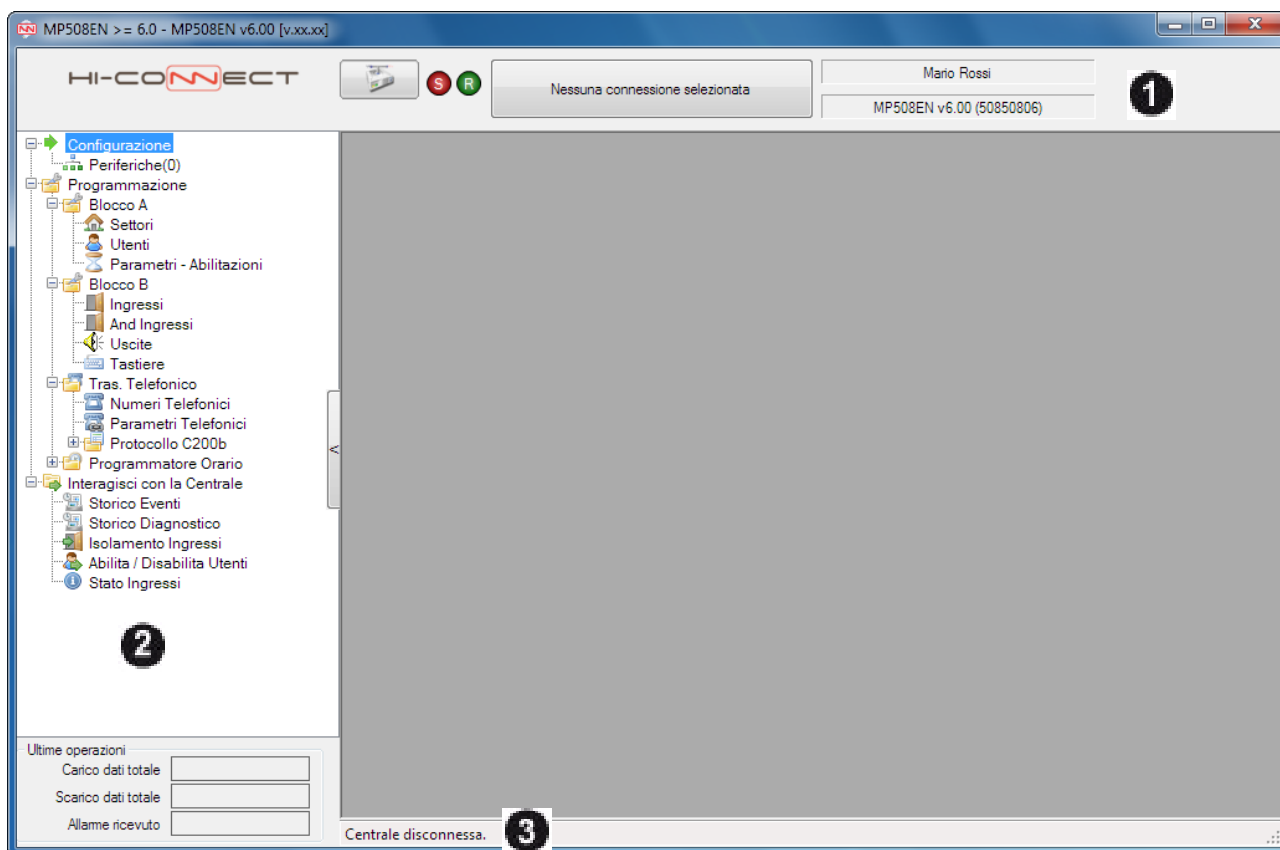 MP508EN >= 6.0 - MP508EN v6.00 [v.xx.xx]
HI-CONNECT
S R
Nessuna connessione selezionata
Mario Rossi
MP508EN v6.00 (50850806)
1
Configurazione
Periferiche(0)
Programmazione
Blocco A
Settori
Utenti
Parametri - Abilitazioni
Blocco B
Ingressi
And Ingressi
Uscite
Tastiere
Tras. Telefonico
Numeri Telefonici
Parametri Telefonici
Protocollo C200b
Programmatore Orario
Interagisci con la Centrale
Storico Eventi
Storico Diagnostico
Isolamento Ingressi
Abilita / Disabilita Utenti
Stato Ingressi
<
2
Ultime operazioni
Carico dati totale
Scarico dati totale
Allarme ricevuto
Centrale disconnessa.
3